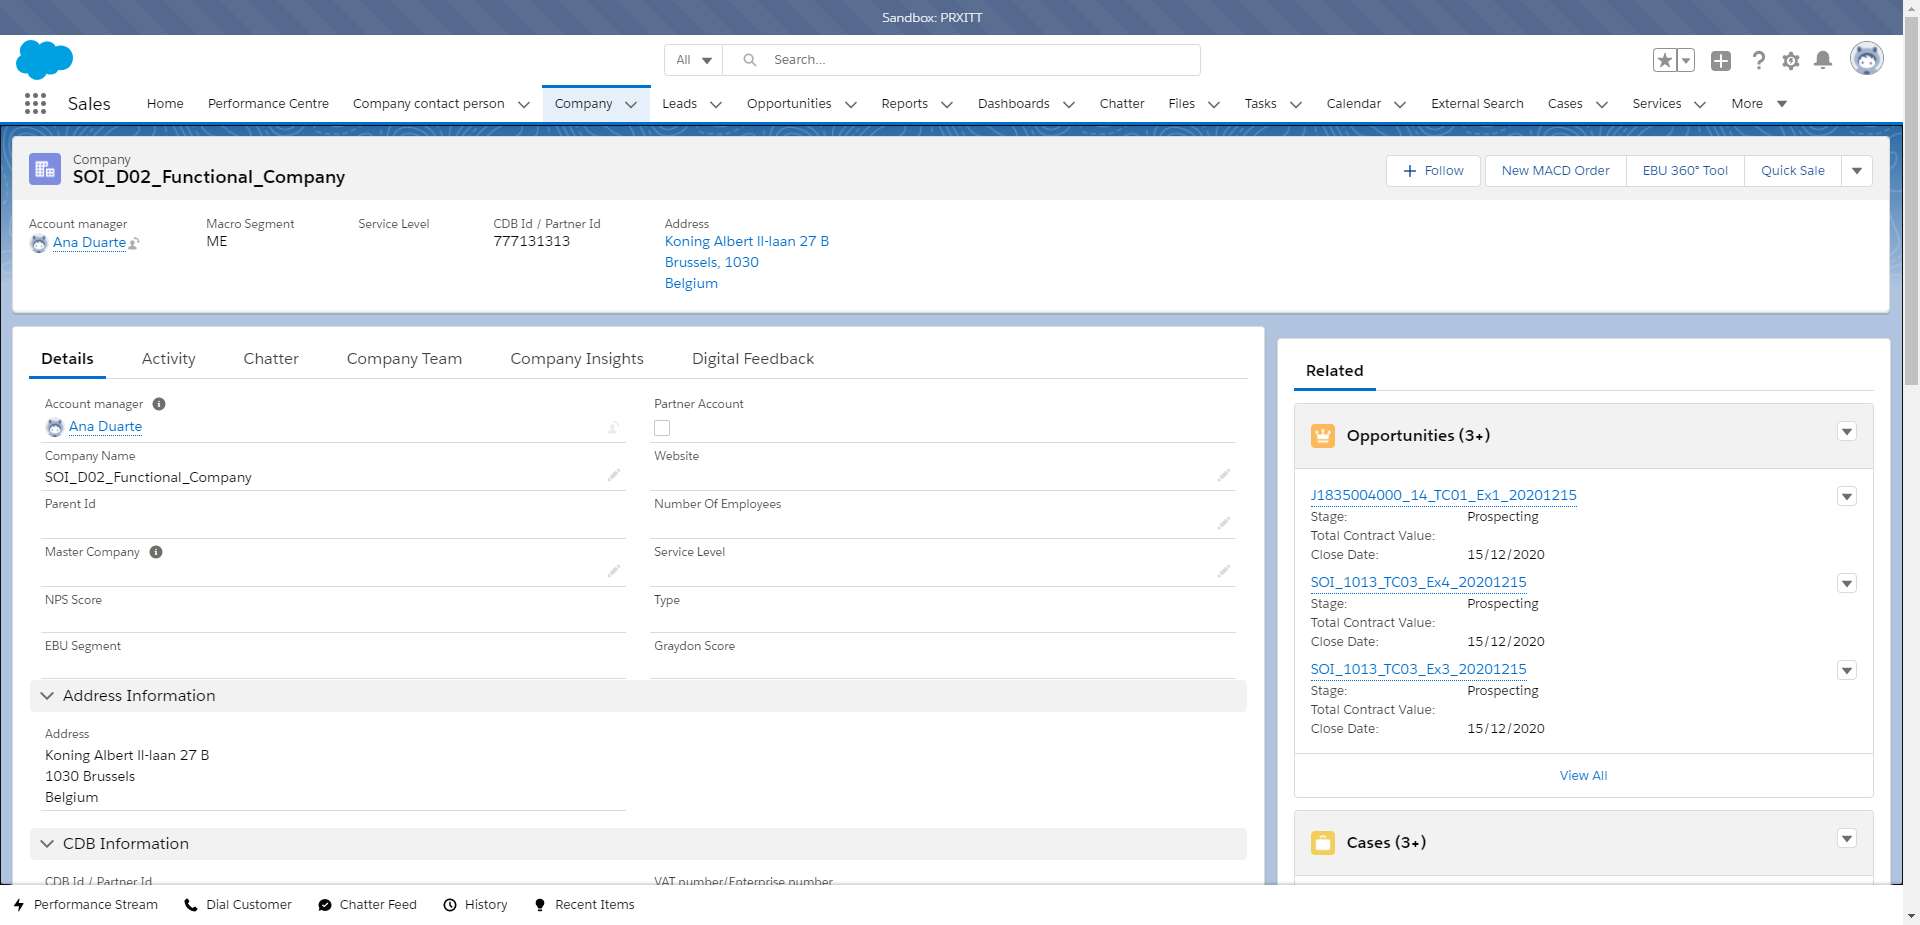 Sandbox: PRXITT
All
Search...
Sales
Home
Performance Centre
Company contact person
Company
Leads
Opportunities
Reports
Dashboards
Chatter
Files
Tasks
Calendar
External Search
Cases
Services
More
Company
SOI_D02_Functional_Company
Follow
New MACD Order
EBU 360° Tool
Quick Sale
Account manager
Ana Duarte
Macro Segment
ME
Service Level
CDB Id / Partner Id
777131313
Address
Koning Albert II-laan 27 B
Brussels, 1030
Belgium
Details
Activity
Chatter
Company Team
Company Insights
Digital Feedback
Account manager
Ana Duarte
Partner Account
Company Name
SOI_D02_Functional_Company
Website
Parent Id
Number Of Employees
Master Company
Service Level
NPS Score
Type
EBU Segment
Graydon Score
Address Information
Address
Koning Albert II-laan 27 B
1030 Brussels
Belgium
CDB Information
CDB Id / Partner Id
VAT number/Enterprise number
Related
Opportunities (3+)
J1835004000_14_TC01_Ex1_20201215
Stage: Prospecting
Total Contract Value:
Close Date: 15/12/2020
SOI_1013_TC03_Ex4_20201215
Stage: Prospecting
Total Contract Value:
Close Date: 15/12/2020
SOI_1013_TC03_Ex3_20201215
Stage: Prospecting
Total Contract Value:
Close Date: 15/12/2020
View All
Cases (3+)
Performance Stream
Dial Customer
Chatter Feed
History
Recent Items